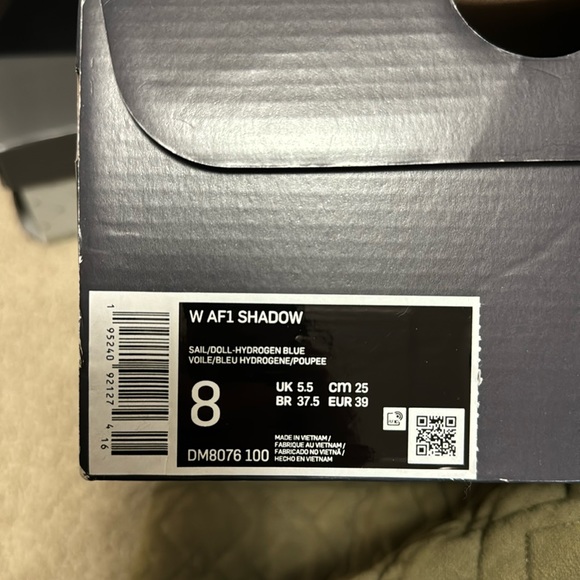 W AF1 SHADOW
SAIL/DOLL-HYDROGEN BLUE
VOILE/BLEU HYDROGENE/POUPEE
8
UK 5.5 cm 25
BR 37.5 EUR 39
DM8076 100
MADE IN VIETNAM/
FABRIQUE AU VIETNAM/
FABRICADO NO VIETNÃ/
HECHO EN VIETNAM
1 95240 92127 4 16